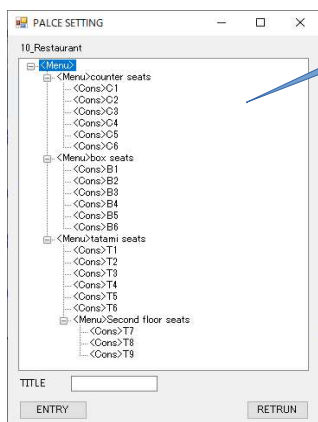 PALCE SETTING
10_Restaurant
<Menu>
<Menu>counter seats
<Cons>C1
<Cons>C2
<Cons>C3
<Cons>C4
<Cons>C5
<Cons>C6
<Menu>box seats
<Cons>B1
<Cons>B2
<Cons>B3
<Cons>B4
<Cons>B5
<Cons>B6
<Menu>tatami seats
<Cons>T1
<Cons>T2
<Cons>T3
<Cons>T4
<Cons>T5
<Cons>T6
<Menu>Second floor seats
<Cons>T7
<Cons>T8
<Cons>T9
TITLE
ENTRY RETRUN